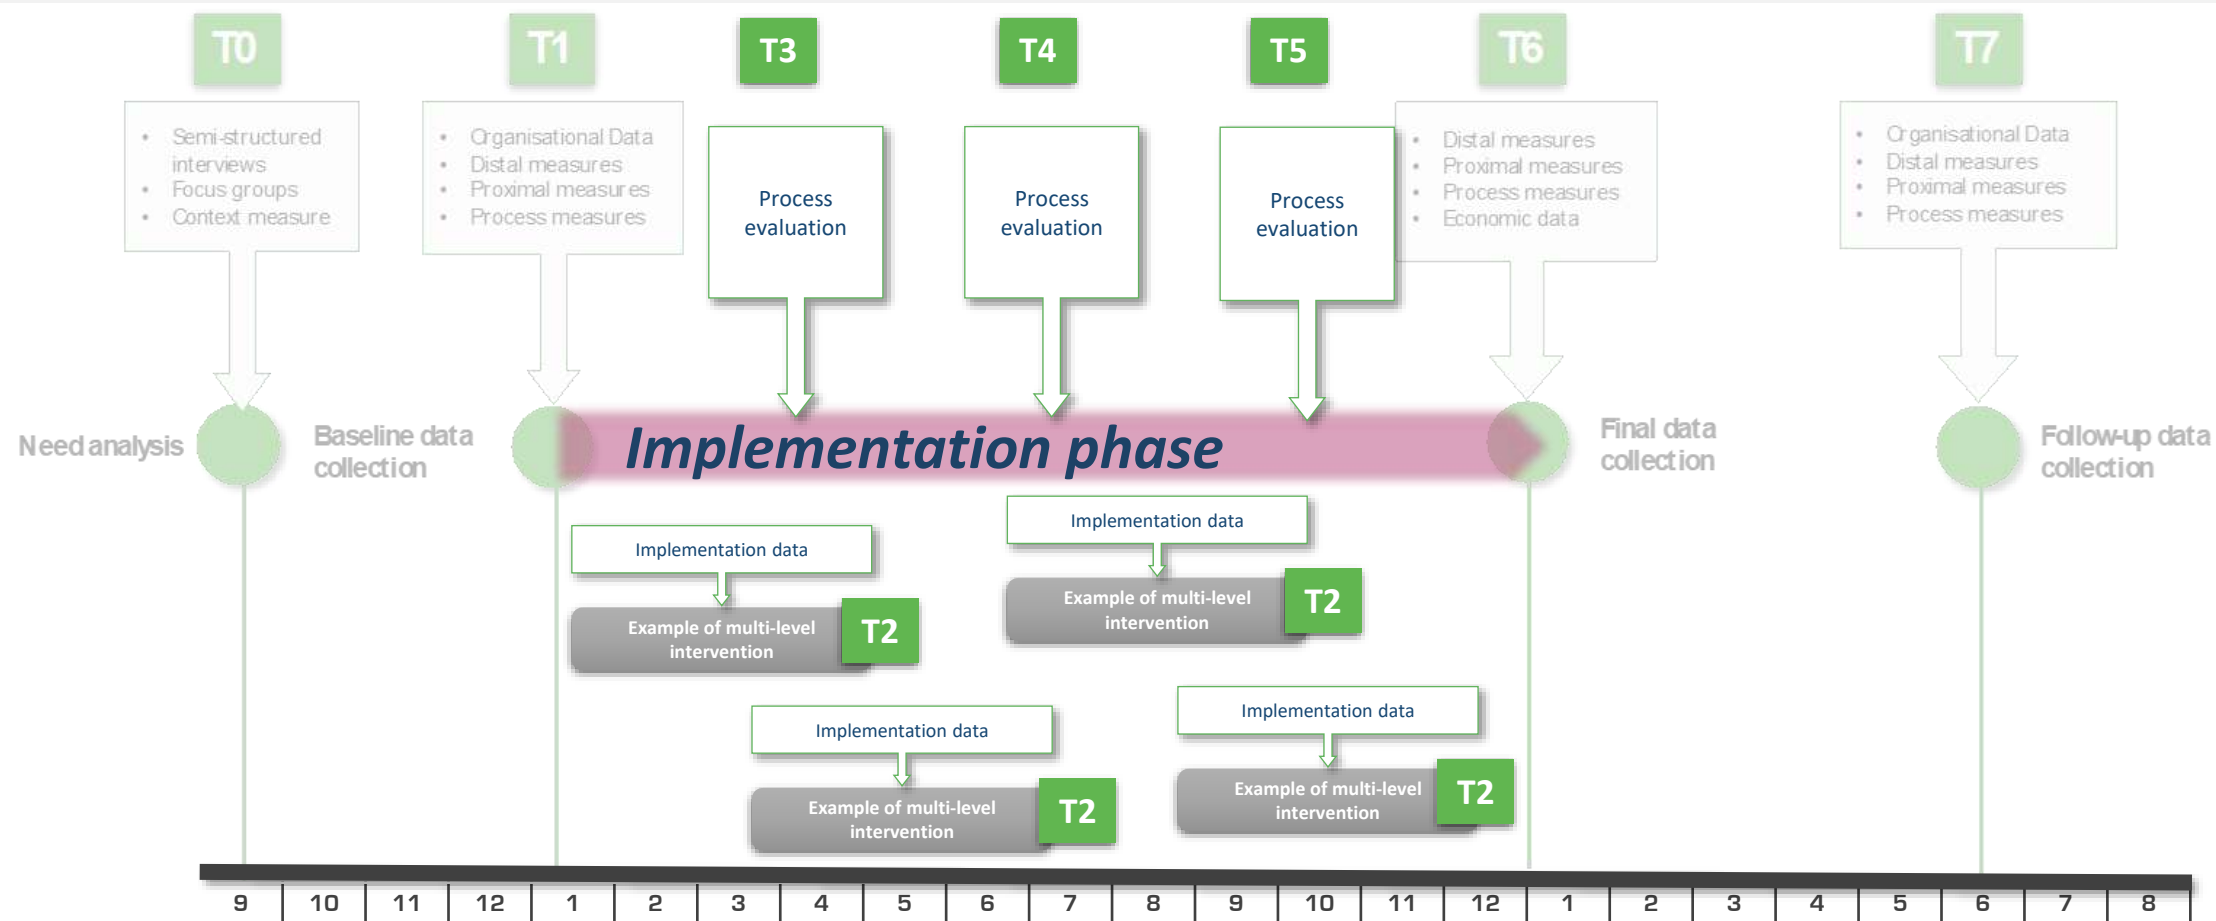 T0
T1
T3
T4
T5
T6
T7
• Semi-structured
interviews
• Focus groups
• Context measure
• Organisational Data
• Distal measures
• Proximal measures
• Process measures
Process
evaluation
Process
evaluation
Process
evaluation
• Distal measures
• Proximal measures
• Process measures
• Economic data
• Organisational Data
• Distal measures
• Proximal measures
• Process measures
Need analysis
Baseline data
collection
Implementation phase
Final data
collection
Follow-up data
collection
Implementation data
Example of multi-level
intervention
T2
Implementation data
Example of multi-level
intervention
T2
Implementation data
Example of multi-level
intervention
T2
Implementation data
Example of multi-level
intervention
T2
9 10 11 12 1 2 3 4 5 6 7 8 9 10 11 12 1 2 3 4 5 6 7 8